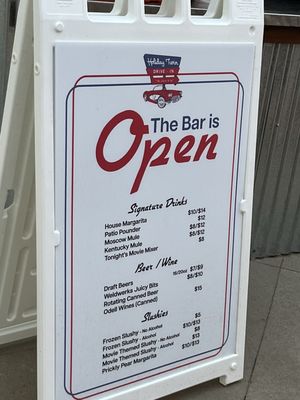 Holiday Twin
DRIVE-IN
The Bar is
Open
Signature Drinks
House Margarita $10/$14
Patio Pounder $12
Moscow Mule $8/$12
Kentucky Mule $8/$12
Tonight's Movie Mixer $8
Beer / Wine
Draft Beers 16/20oz $7/$9
Weldwerks Juicy Bits $8/$10
Rotating Canned Beer
Odell Wines (Canned) $15
Slushies
Frozen Slushy - No Alcohol $5
Frozen Slushy - Alcohol $10/$13
Movie Themed Slushy - No Alcohol $8
Movie Themed Slushy - Alcohol $13
Prickly Pear Margarita $10/$13